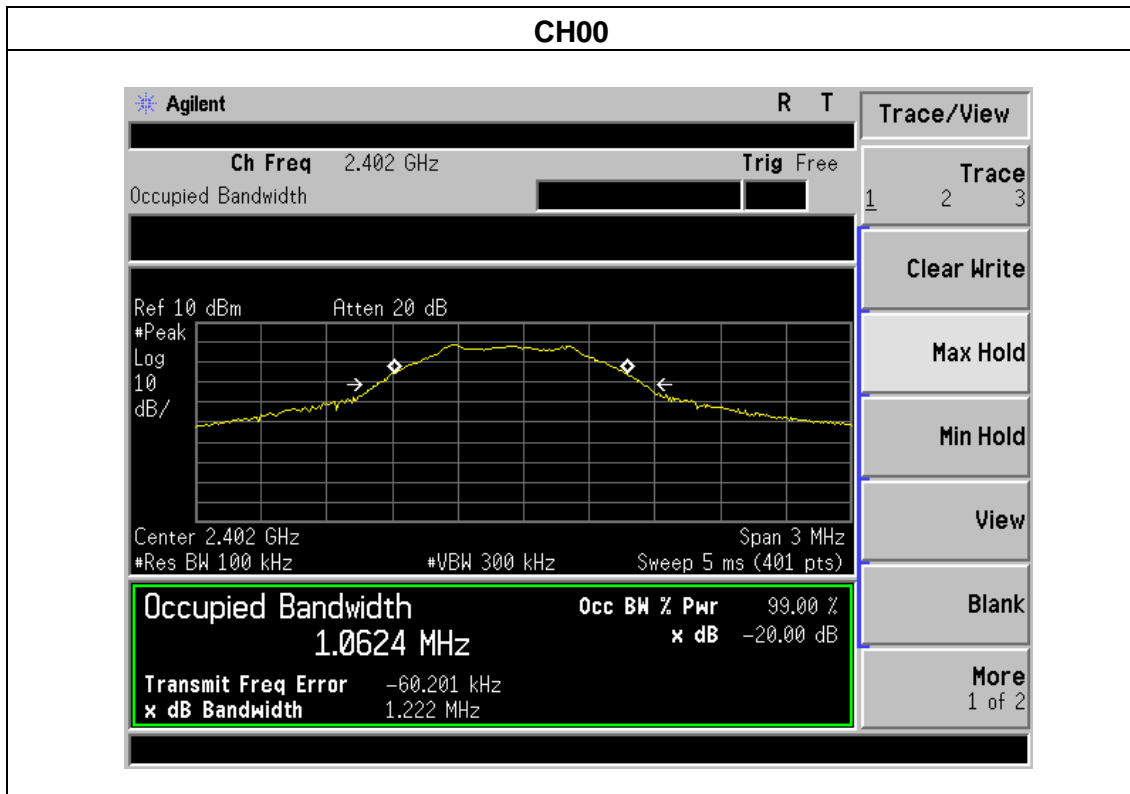 CH00
Agilent R T
Ch Freq 2.402 GHz Trig Free
Occupied Bandwidth
Ref 10 dBm Atten 20 dB
#Peak
Log
10
dB/
Center 2.402 GHz Span 3 MHz
#Res BW 100 kHz #VBW 300 kHz Sweep 5 ms (401 pts)
Occupied Bandwidth Occ BW % Pwr 99.00 %
1.0624 MHz x dB -20.00 dB
Transmit Freq Error -60.201 kHz
x dB Bandwidth 1.222 MHz
Trace/View
Trace
1 2 3
Clear Write
Max Hold
Min Hold
View
Blank
More
1 of 2